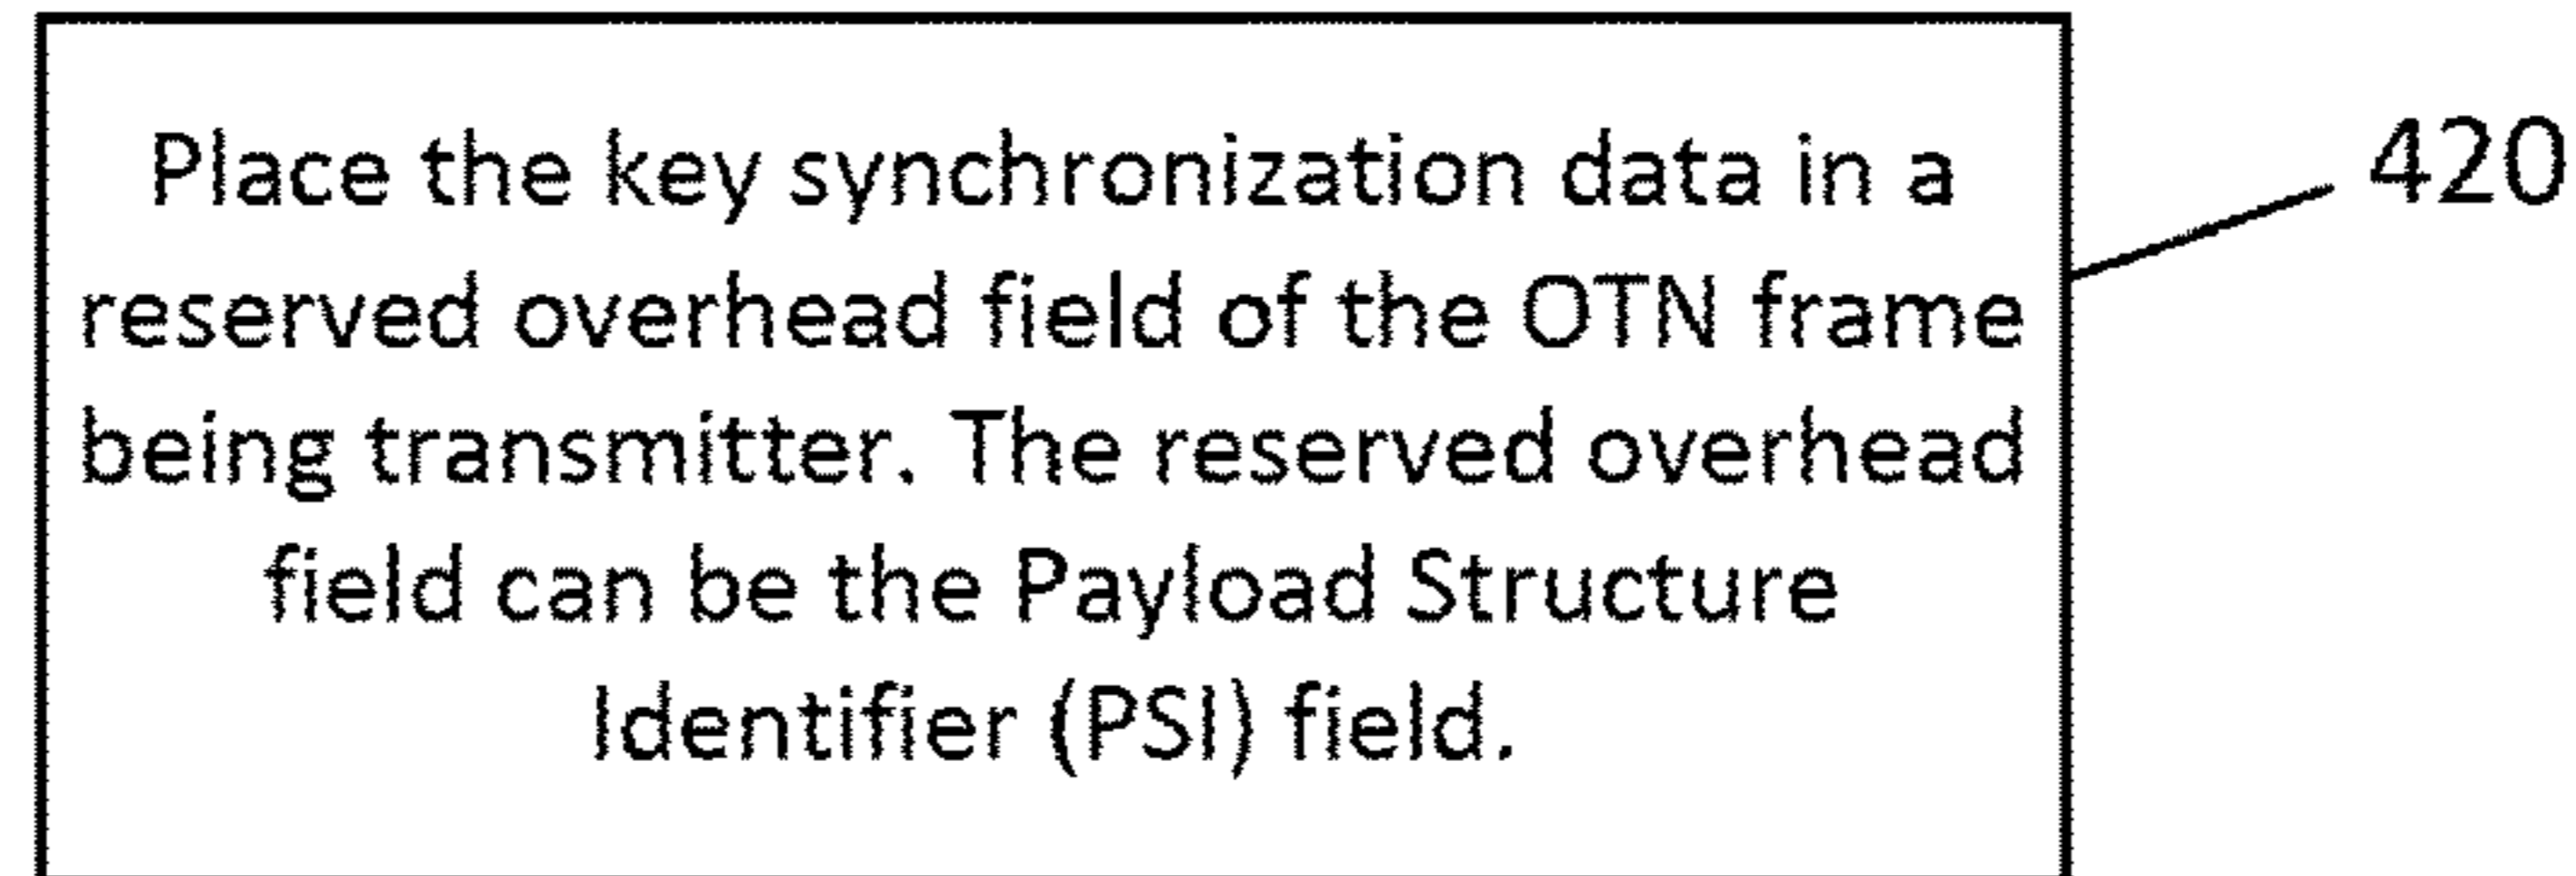 Place the key synchronization data in a
reserved overhead field of the OTN frame
being transmitter. The reserved overhead
field can be the Payload Structure
Identifier (PSI) field.
420